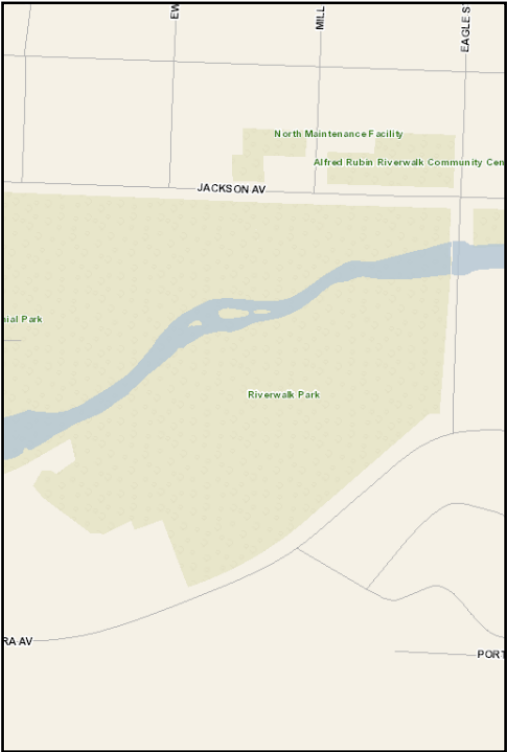 EW
MILL
EAGLE S
North Maintenance Facility
Alfred Rubin Riverwalk Community Cen
JACKSON AV
nial Park
Riverwalk Park
RA AV
PORT